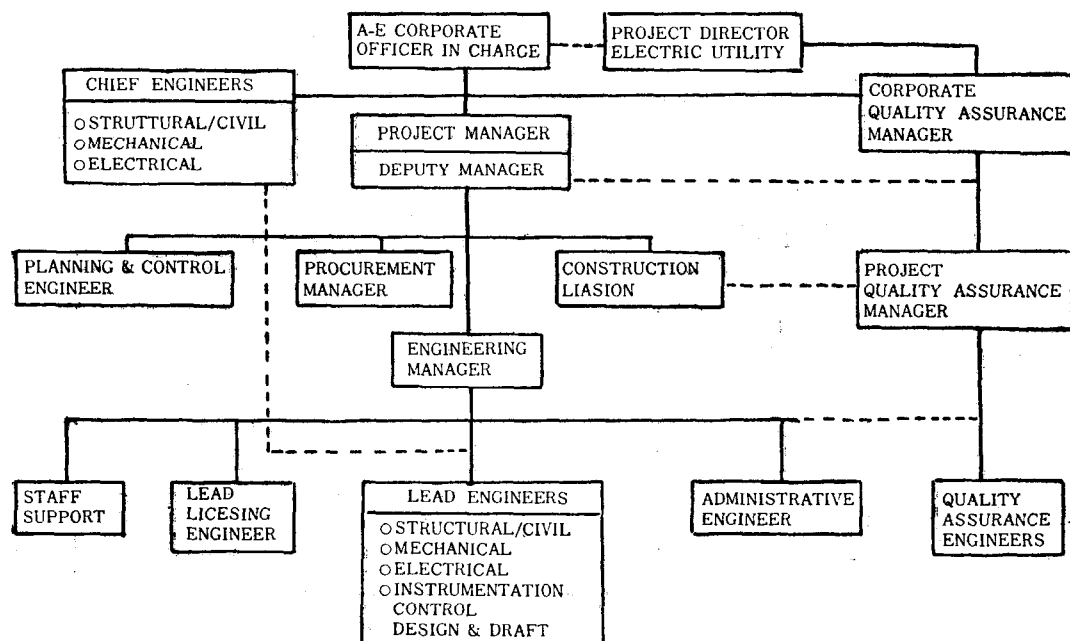 A-E CORPORATE
OFFICER IN CHARGE
PROJECT DIRECTOR
ELECTRIC UTILITY
CHIEF ENGINEERS
○ STRUTTURAL/CIVIL
○ MECHANICAL
○ ELECTRICAL
PROJECT MANAGER
DEPUTY MANAGER
CORPORATE
QUALITY ASSURANCE
MANAGER
PLANNING & CONTROL
ENGINEER
PROCUREMENT
MANAGER
CONSTRUCTION
LIASION
PROJECT
QUALITY ASSURANCE
MANAGER
ENGINEERING
MANAGER
STAFF
SUPPORT
LEAD
LICESING
ENGINEER
LEAD ENGINEERS
○ STRUCTURAL/CIVIL
○ MECHANICAL
○ ELECTRICAL
○ INSTRUMENTATION
CONTROL
DESIGN & DRAFT
ADMINISTRATIVE
ENGINEER
QUALITY
ASSURANCE
ENGINEERS